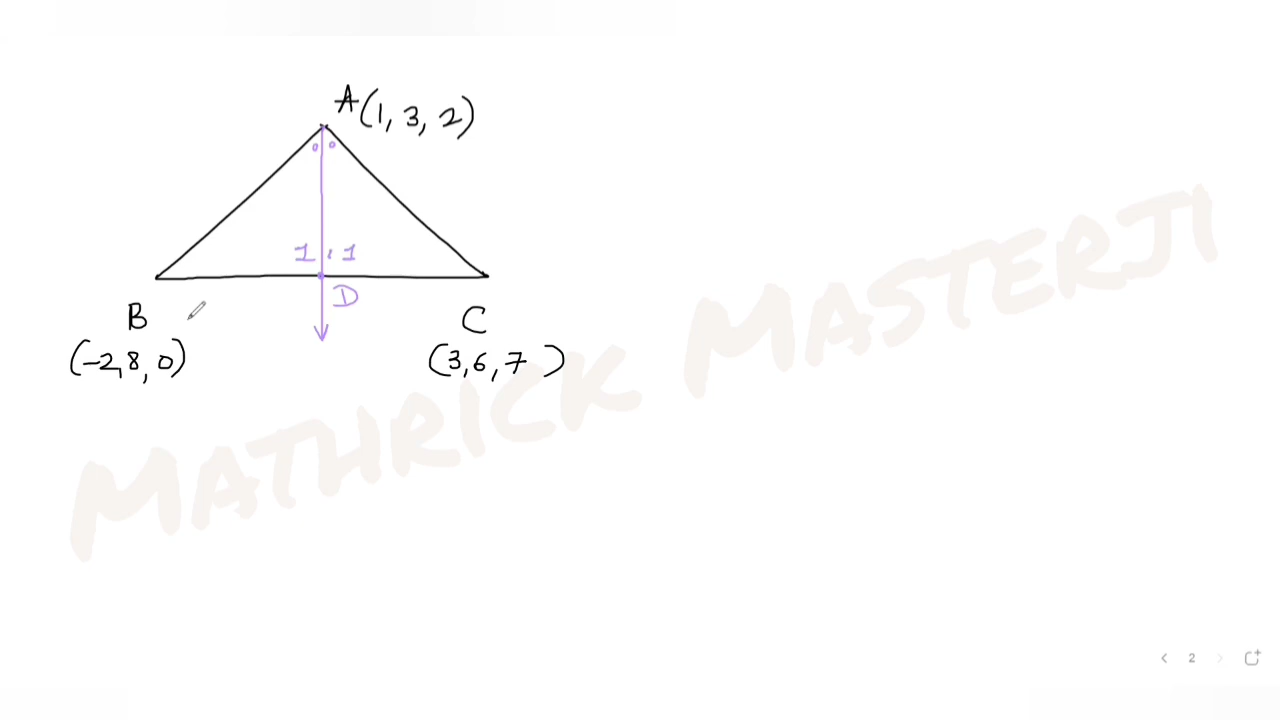 A(1, 3, 2)
1 : 1
D
B
C
(-2,8, 0)
(3,6, 7 )
MATHRICK MASTERJI
2